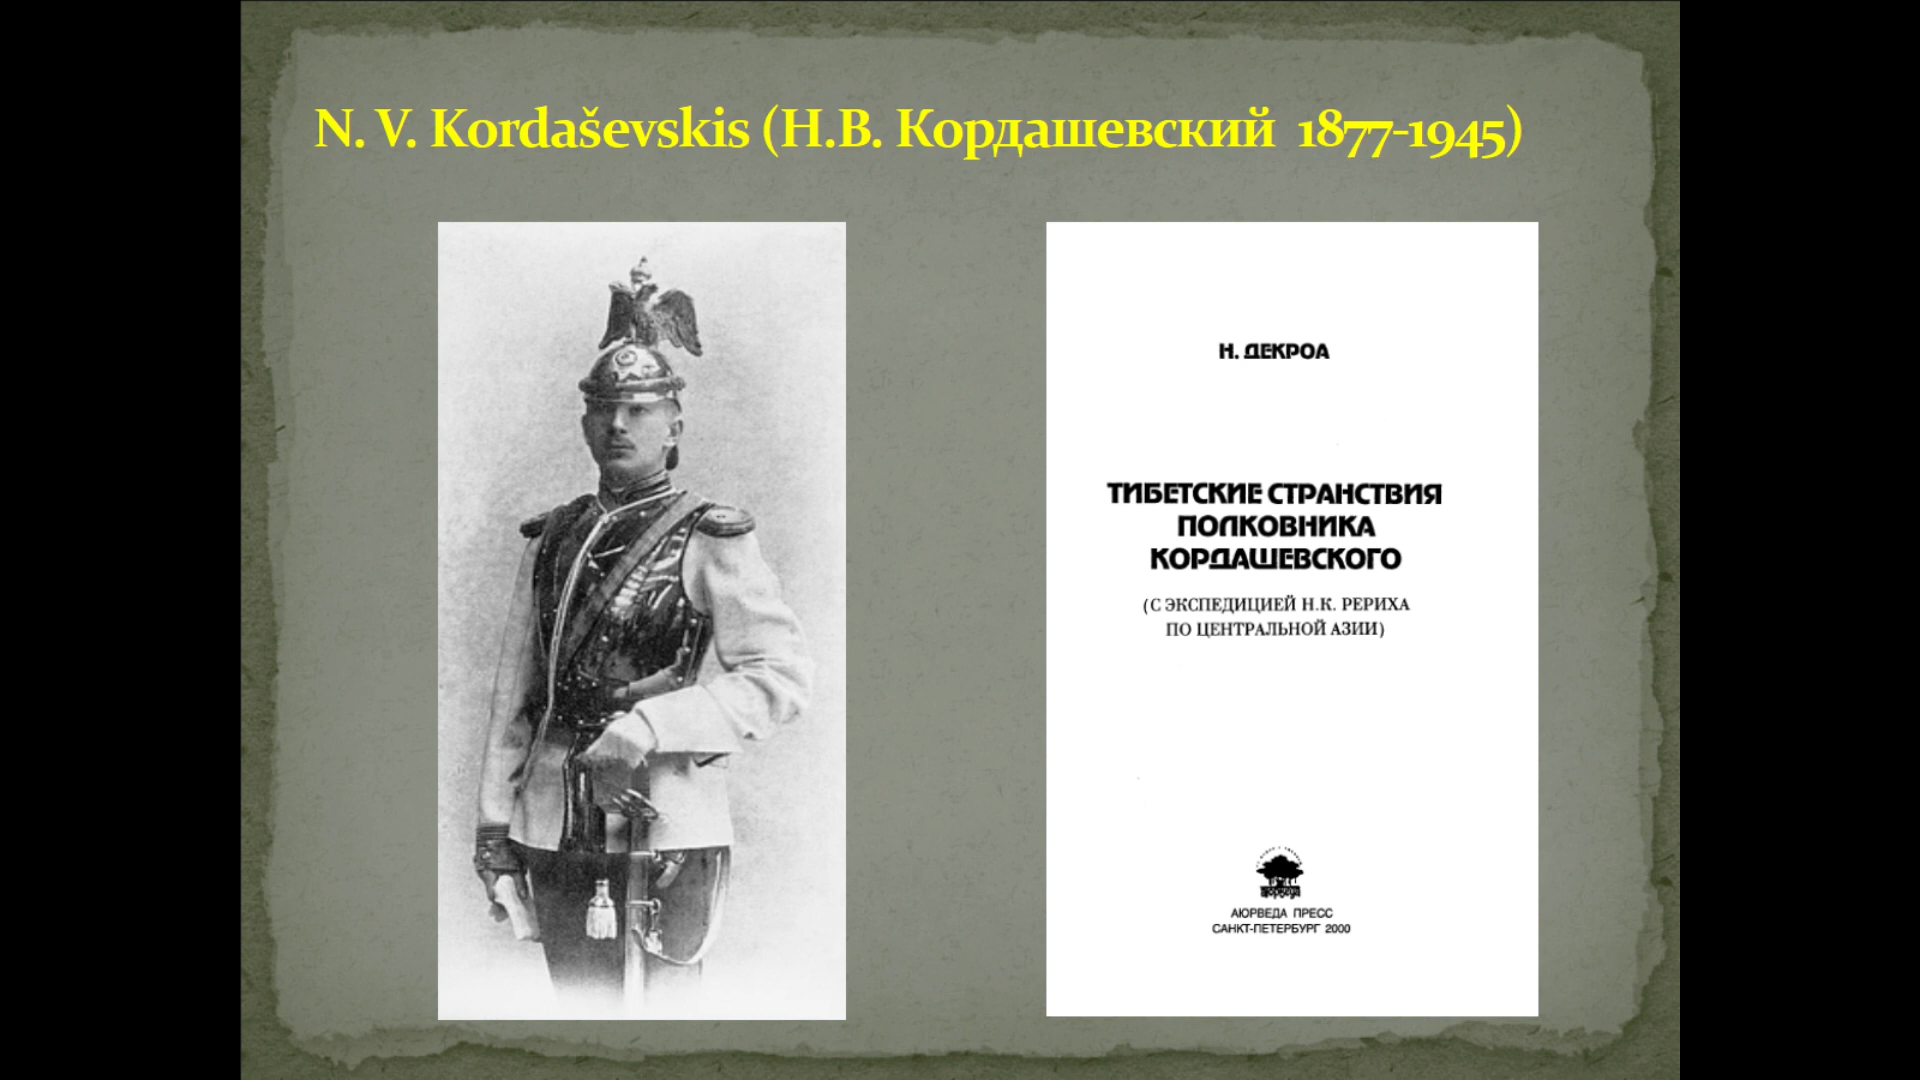 N. V. Kordaševskis (Н.В. Кордашевский 1877-1945)
Н. ДЕКРОА
ТИБЕТСКИЕ СТРАНСТВИЯ
ПОЛКОВНИКА
КОРДАШЕВСКОГО
(С ЭКСПЕДИЦИЕЙ Н.К. РЕРИХА
ПО ЦЕНТРАЛЬНОЙ АЗИИ)
АЮРВЕДА ПРЕСС
САНКТ-ПЕТЕРБУРГ 2000